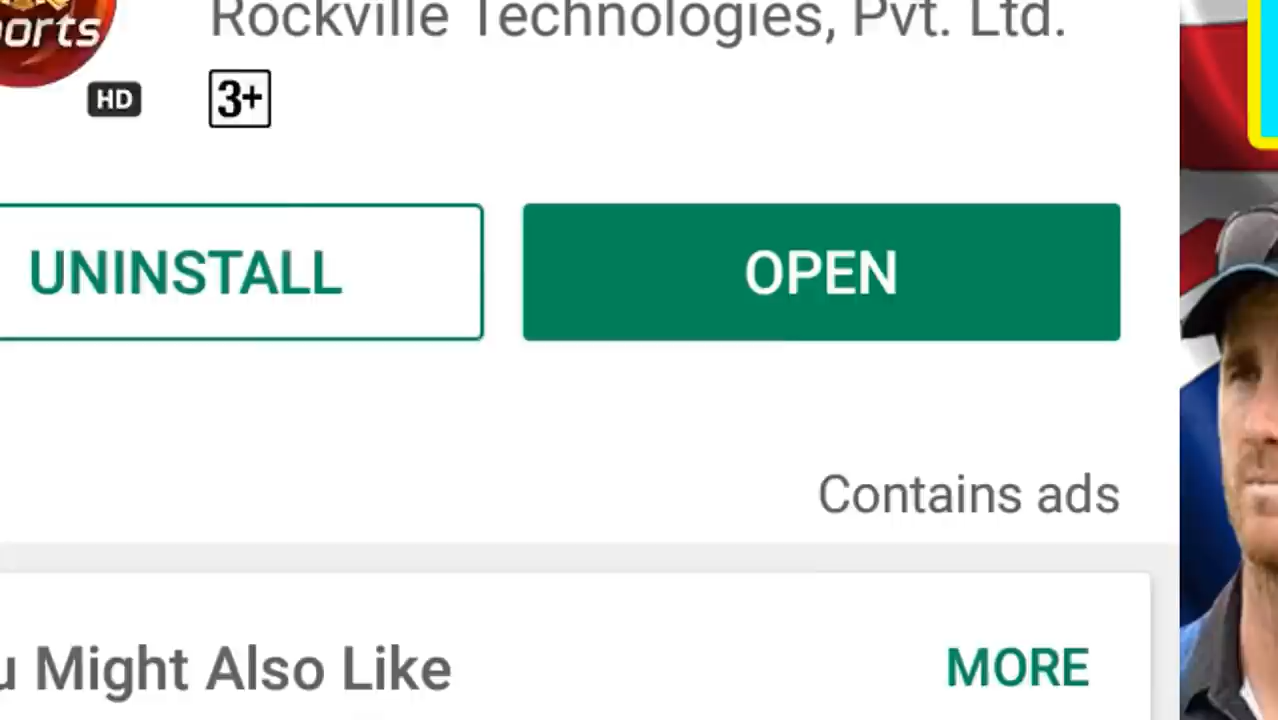 Rockville Technologies, Pvt. Ltd.
orts
HD
3+
UNINSTALL
OPEN
Contains ads
u Might Also Like
MORE